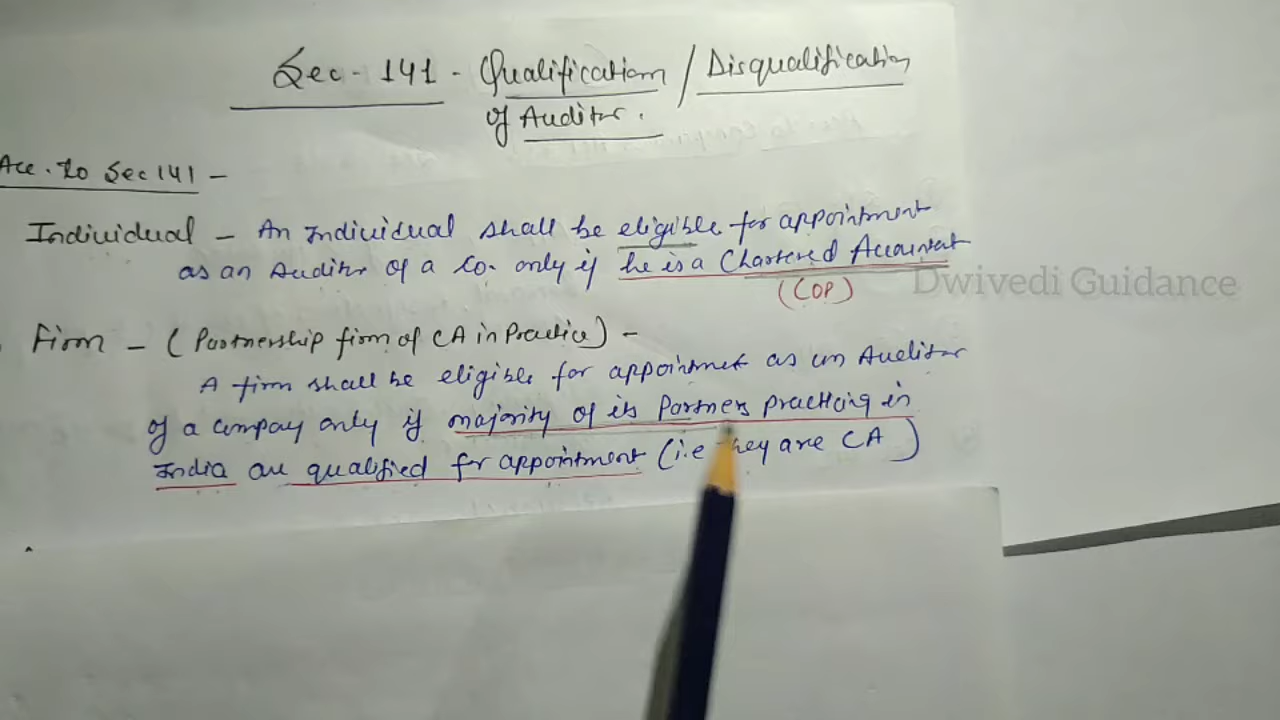 Sec - 141 - Qualification / Disqualification
of Auditor.
Acc. to Sec 141 -
Individual - An Individual shall be eligible for appointment
as an Auditor of a Co. only if he is a Chartered Accountant
(COP)
Dwivedi Guidance
Firm - (Partnership firm of CA in Practice) -
A firm shall be eligible for appointment as an Auditor
of a company only if majority of its Partners practicing in
India are qualified for appointment (i.e they are CA)